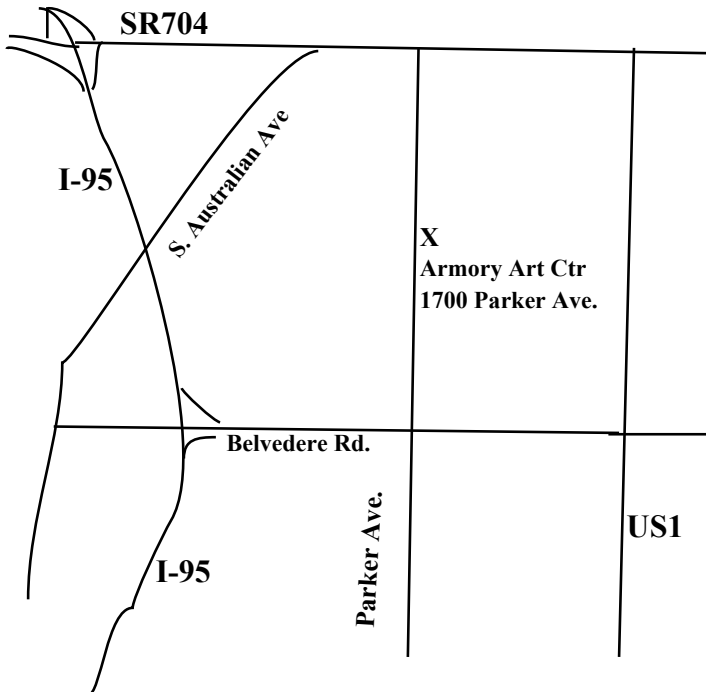 SR704
I-95
S. Australian Ave
X
Armory Art Ctr
1700 Parker Ave.
Belvedere Rd.
Parker Ave.
US1
I-95